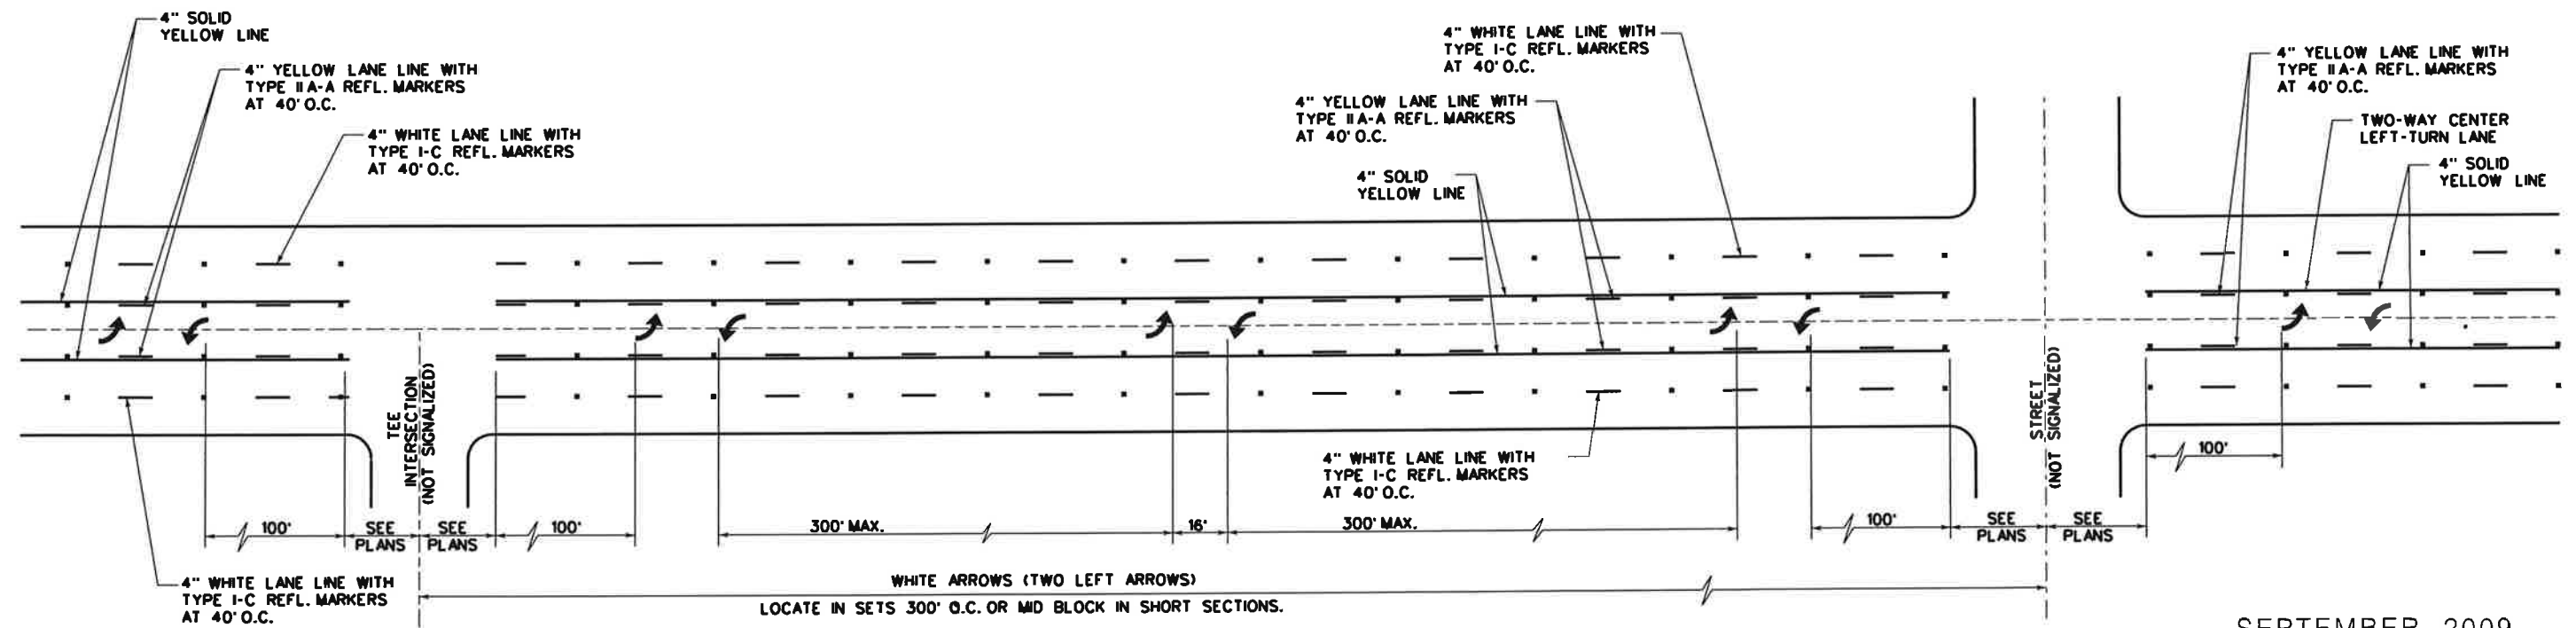 4" SOLID
YELLOW LINE
4" YELLOW LANE LINE WITH
TYPE II A-A REFL. MARKERS
AT 40' O.C.
4" WHITE LANE LINE WITH
TYPE I-C REFL. MARKERS
AT 40' O.C.
4" WHITE LANE LINE WITH
TYPE I-C REFL. MARKERS
AT 40' O.C.
4" YELLOW LANE LINE WITH
TYPE II A-A REFL. MARKERS
AT 40' O.C.
4" SOLID
YELLOW LINE
4" YELLOW LANE LINE WITH
TYPE II A-A REFL. MARKERS
AT 40' O.C.
TWO-WAY CENTER
LEFT-TURN LANE
4" SOLID
YELLOW LINE
TEE
INTERSECTION
(NOT SIGNALIZED)
STREET
(NOT SIGNALIZED)
4" WHITE LANE LINE WITH
TYPE I-C REFL. MARKERS
AT 40' O.C.
100'
100'
SEE
PLANS
SEE
PLANS
100'
300' MAX.
16'
300' MAX.
100'
SEE
PLANS
SEE
PLANS
4" WHITE LANE LINE WITH
TYPE I-C REFL. MARKERS
AT 40' O.C.
WHITE ARROWS (TWO LEFT ARROWS)
LOCATE IN SETS 300' O.C. OR MID BLOCK IN SHORT SECTIONS.
SEPTEMBER 2009